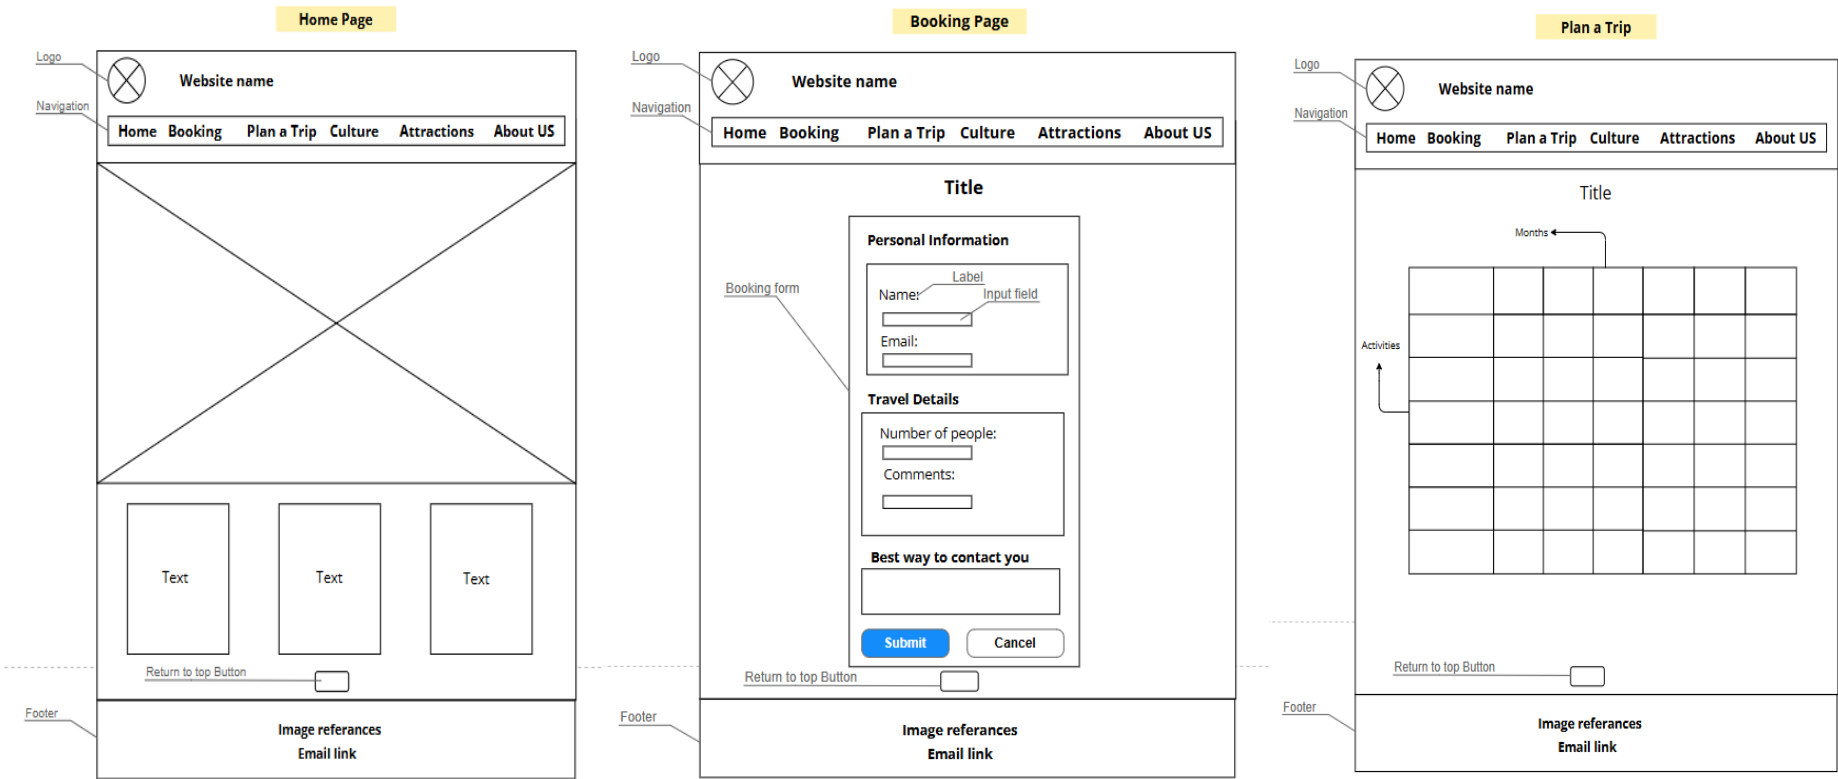 Home Page
Logo
Website name
Navigation
Home Booking Plan a Trip Culture Attractions About US
Text Text Text
Return to top Button
Footer
Image referances
Email link
Booking Page
Logo
Website name
Navigation
Home Booking Plan a Trip Culture Attractions About US
Title
Personal Information
Label
Name:
Input field
Booking form
Email:
Travel Details
Number of people:
Comments:
Best way to contact you
Submit Cancel
Return to top Button
Footer
Image referances
Email link
Plan a Trip
Logo
Website name
Navigation
Home Booking Plan a Trip Culture Attractions About US
Title
Months
Activities
Return to top Button
Footer
Image referances
Email link